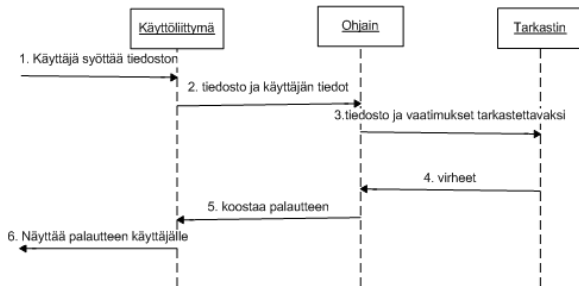 Käyttöliittymä
Ohjain
Tarkastin
1. Käyttäjä syöttää tiedoston
2. tiedosto ja käyttäjän tiedot
3.tiedosto ja vaatimukset tarkastettavaksi
4. virheet
5. koostaa palautteen
6. Näyttää palautteen käyttäjälle